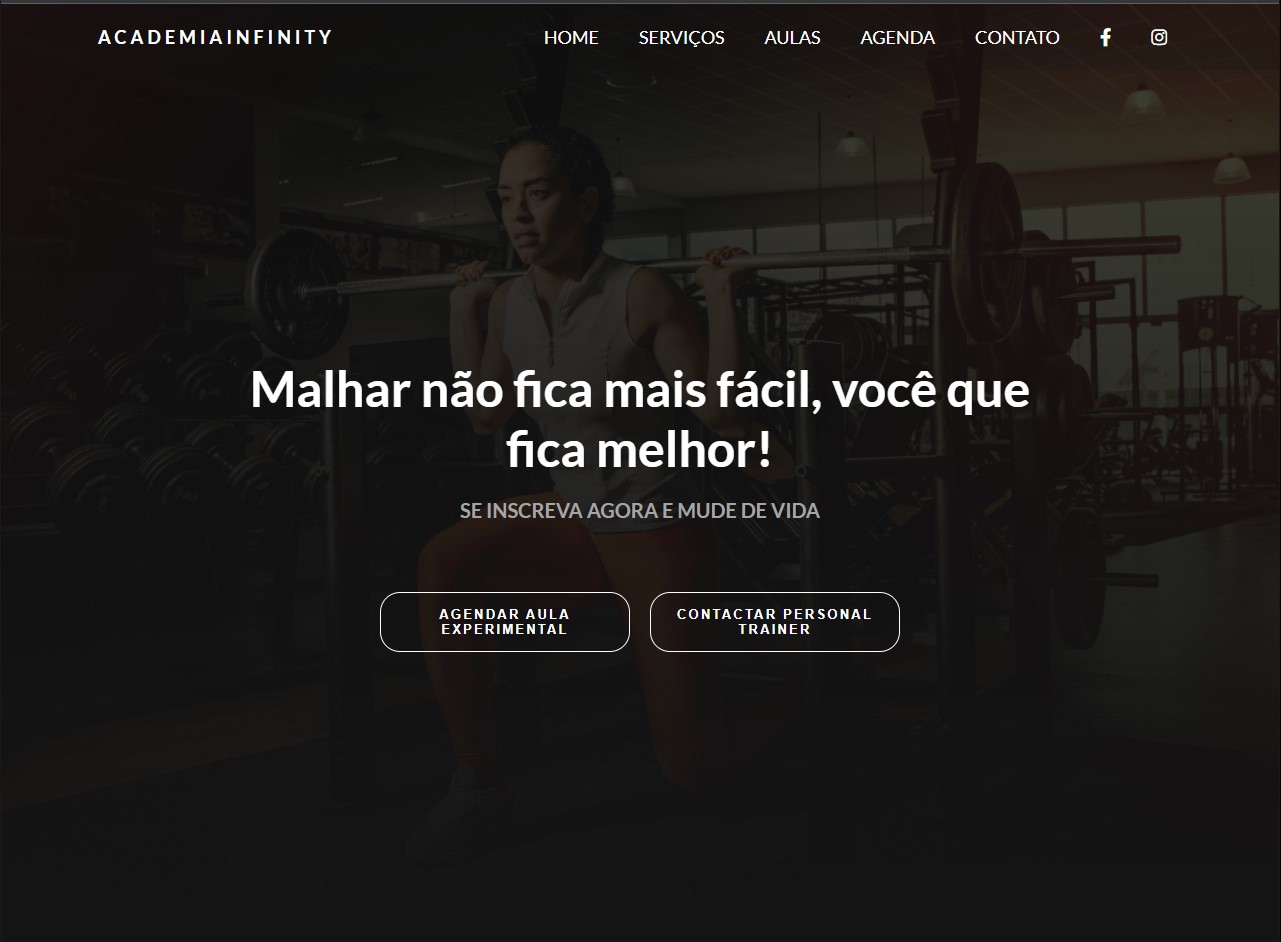 ACADEMIAINFINITY
HOME SERVIÇOS AULAS AGENDA CONTATO
Malhar não fica mais fácil, você que
fica melhor!
SE INSCREVA AGORA E MUDE DE VIDA
AGENDAR AULA
EXPERIMENTAL
CONTACTAR PERSONAL
TRAINER